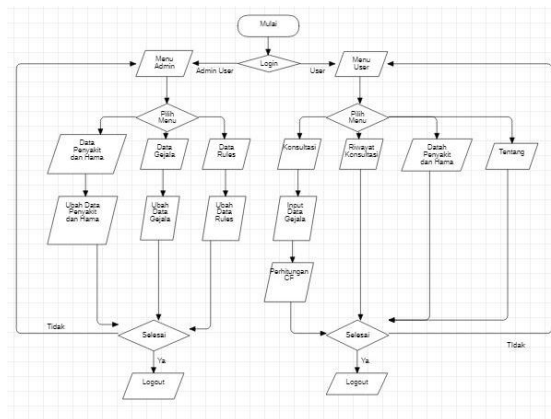 Mulai
Menu
Admin
Admin User
Login
User
Menu
User
Pilih
Menu
Pilih
Menu
Data
Penyakit
dan Hama
Data
Gejala
Data
Rules
Konsultasi
Riwayat
Konsultasi
Datah
Penyakit
dan Hama
Tentang
Ubah Data
Penyakit
dan Hama
Ubah
Data
Gejala
Ubah
Data
Rules
Input
Data
Gejala
Perhitungan
CF
Tidak
Selesai
Selesai
Tidak
Ya
Ya
Logout
Logout